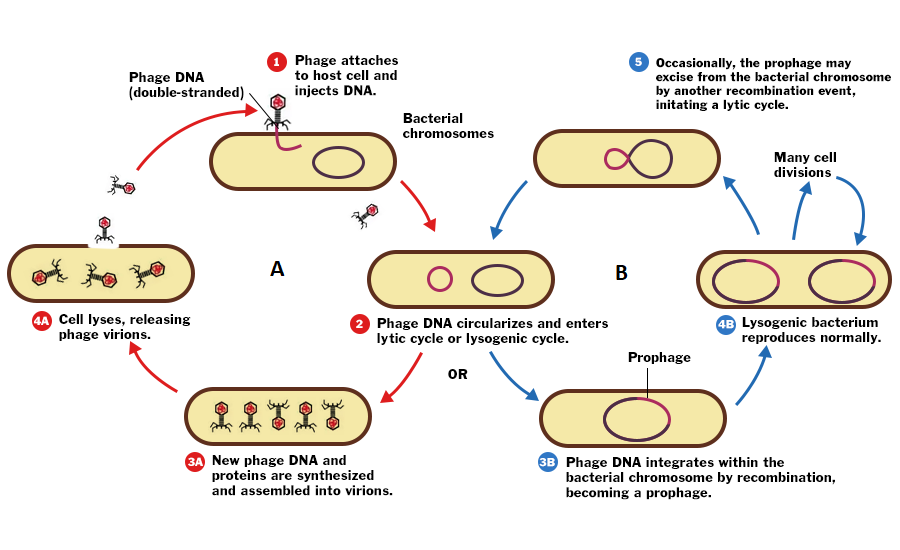 1
Phage attaches
to host cell and
injects DNA.
Phage DNA
(double-stranded)
Bacterial
chromosomes
5
Occasionally, the prophage may
excise from the bacterial chromosome
by another recombination event,
initating a lytic cycle.
Many cell
divisions
A
B
4A
Cell lyses, releasing
phage virions.
2
Phage DNA circularizes and enters
lytic cycle or lysogenic cycle.
4B
Lysogenic bacterium
reproduces normally.
OR
Prophage
3A
New phage DNA and
proteins are synthesized
and assembled into virions.
3B
Phage DNA integrates within the
bacterial chromosome by recombination,
becoming a prophage.